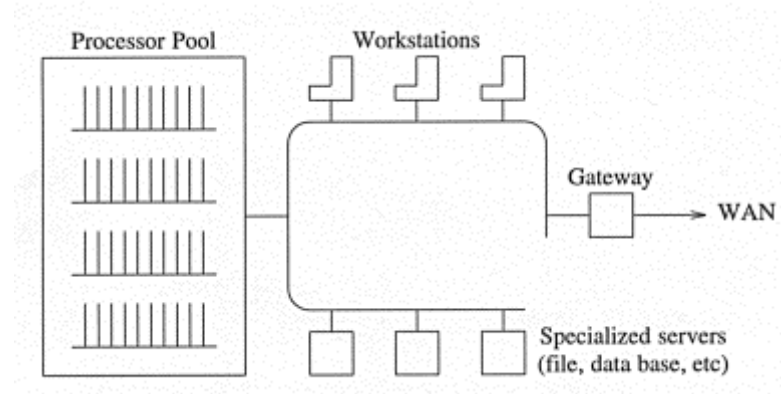 Processor Pool
Workstations
Gateway
WAN
Specialized servers
(file, data base, etc)